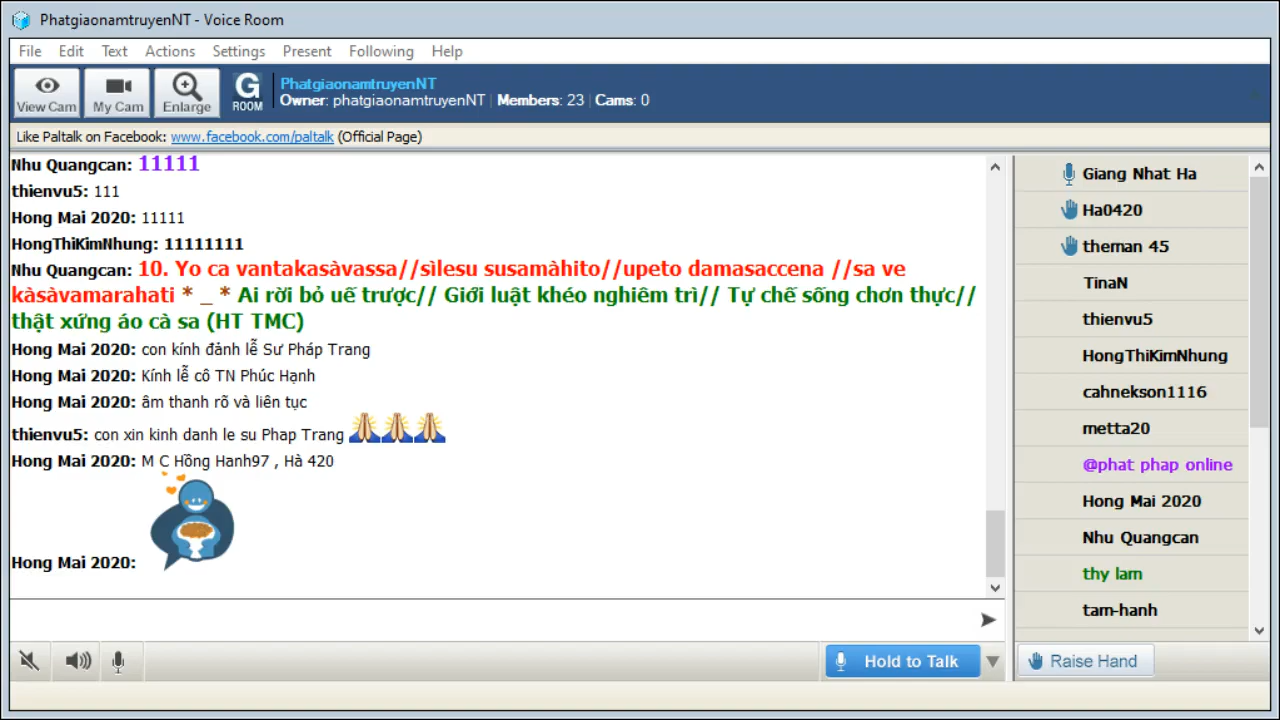 PhatgiaonamtruyenNT - Voice Room
File Edit Text Actions Settings Present Following Help
View Cam My Cam Enlarge G ROOM
PhatgiaonamtruyenNT
Owner: phatgiaonamtruyenNT | Members: 23 | Cams: 0
Like Paltalk on Facebook: www.facebook.com/paltalk (Official Page)
Nhu Quangcan: 11111
thienvu5: 111
Hong Mai 2020: 11111
HongThiKimNhung: 11111111
Nhu Quangcan: 10. Yo ca vantakasàvassa//sìlesu susamàhito//upeto damasaccena //sa ve
kàsàvamarahati * _ * Ai rời bỏ uế trược// Giới luật khéo nghiêm trì// Tự chế sống chơn thực//
thật xứng áo cà sa (HT TMC)
Hong Mai 2020: con kính đảnh lễ Sư Pháp Trang
Hong Mai 2020: Kính lễ cô TN Phúc Hạnh
Hong Mai 2020: âm thanh rõ và liên tục
thienvu5: con xin kinh danh le su Phap Trang
Hong Mai 2020: M C Hồng Hanh97 , Hà 420
Hong Mai 2020:
Giang Nhat Ha
Ha0420
theman 45
TinaN
thienvu5
HongThiKimNhung
cahnekson1116
metta20
@phat phap online
Hong Mai 2020
Nhu Quangcan
thy lam
tam-hanh
Hold to Talk
Raise Hand